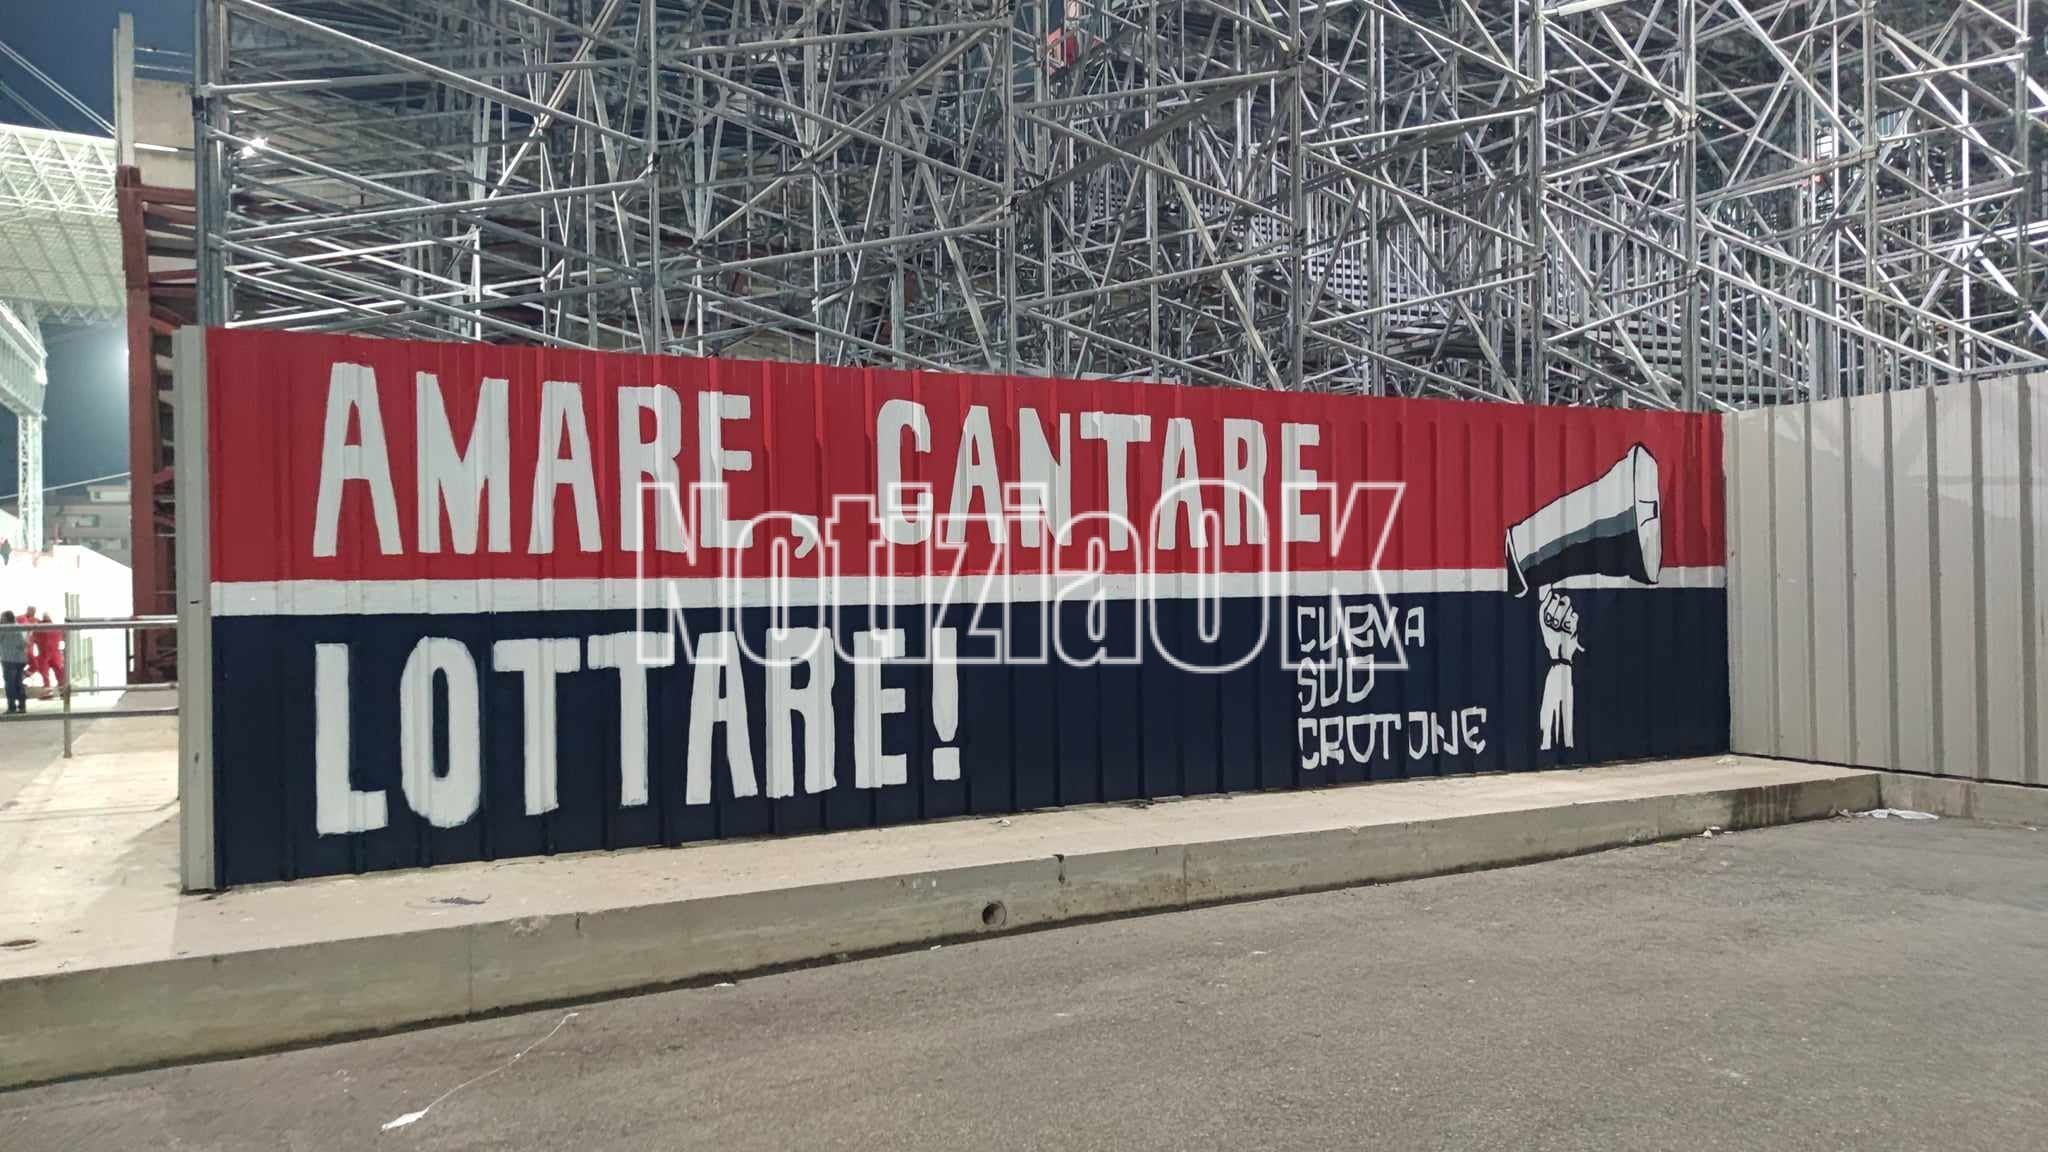 AMARE, CANTARE
LOTTARE!
NotiziaOK
CURVA
SUD
CROTONE